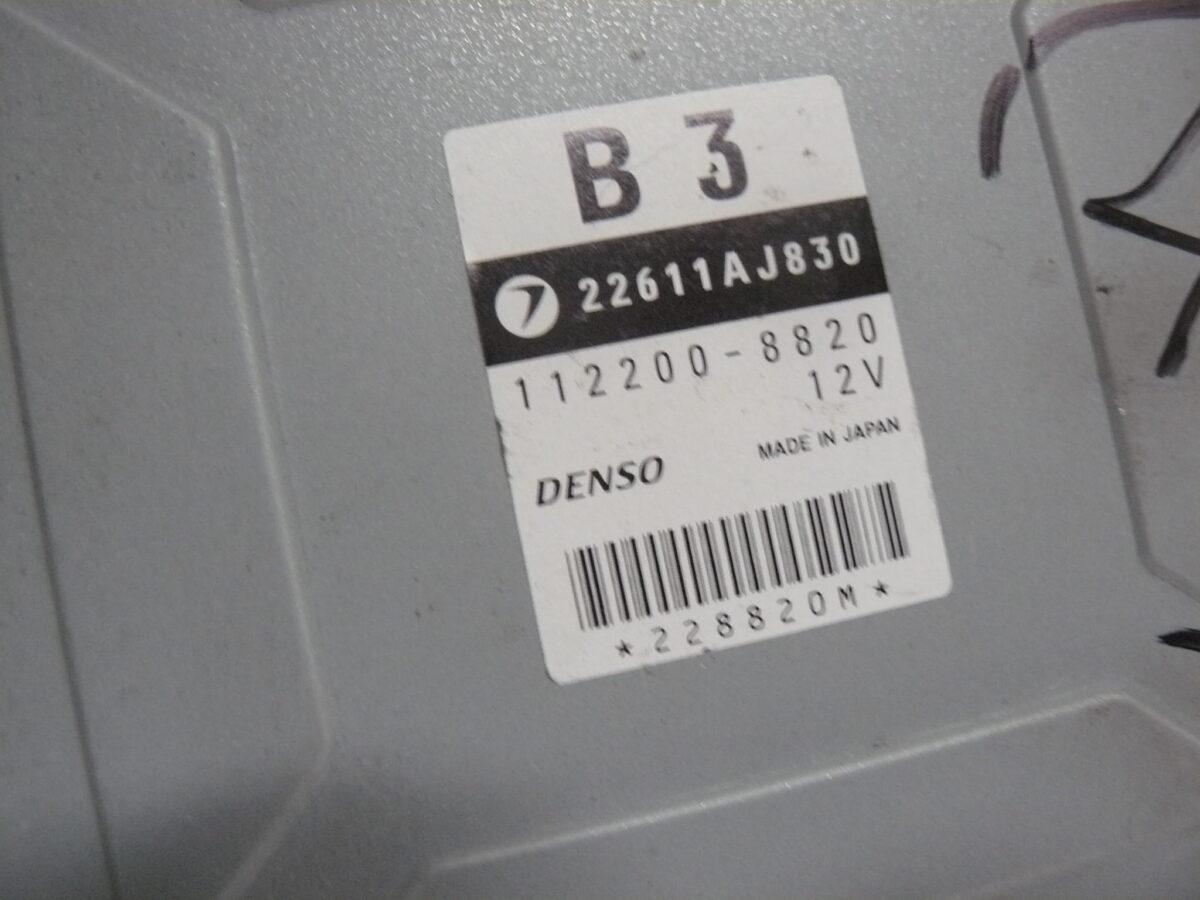 B 3
22611AJ830
112200-8820
12V
MADE IN JAPAN
DENSO
*228820M*